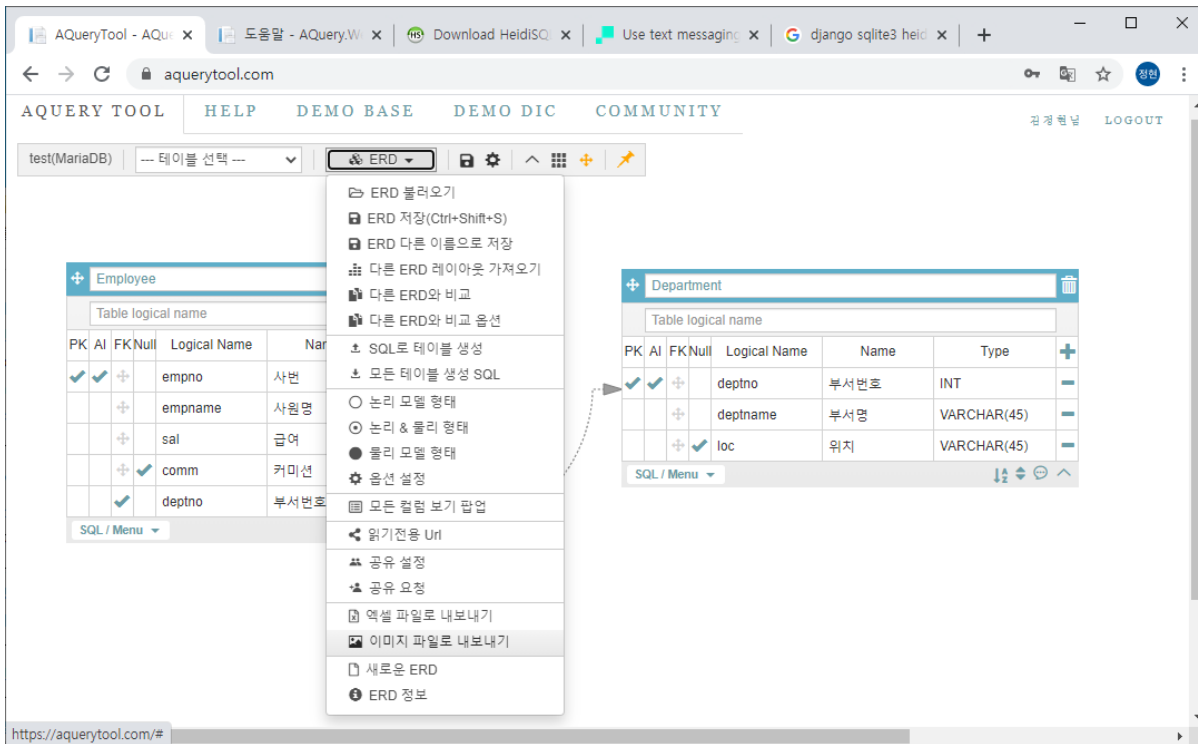 AQueryTool - AQue
도움말 - AQuery.W
Download HeidiSQ
Use text messaging
django sqlite3 heid
aquerytool.com
정현
AQUERY TOOL HELP DEMO BASE DEMO DIC COMMUNITY
LOGOUT
test(MariaDB) --- 테이블 선택 --- ERD
ERD 불러오기
ERD 저장(Ctrl+Shift+S)
ERD 다른 이름으로 저장
다른 ERD 레이아웃 가져오기
다른 ERD와 비교
다른 ERD와 비교 옵션
SQL로 테이블 생성
모든 테이블 생성 SQL
논리 모델 형태
논리 & 물리 모델 형태
물리 모델 형태
옵션 설정
모든 컬럼 보기 팝업
읽기전용 Url
공유 설정
공유 요청
엑셀 파일로 내보내기
이미지 파일로 내보내기
새로운 ERD
ERD 정보
Employee
Table logical name
PK AI FK Null Logical Name Nar
empno 사번
empname 사원명
sal 급여
comm 커미션
deptno 부서번호
SQL / Menu
Department
Table logical name
PK AI FK Null Logical Name Name Type
deptno 부서번호 INT
deptname 부서명 VARCHAR(45)
loc 위치 VARCHAR(45)
SQL / Menu
https://aquerytool.com/#